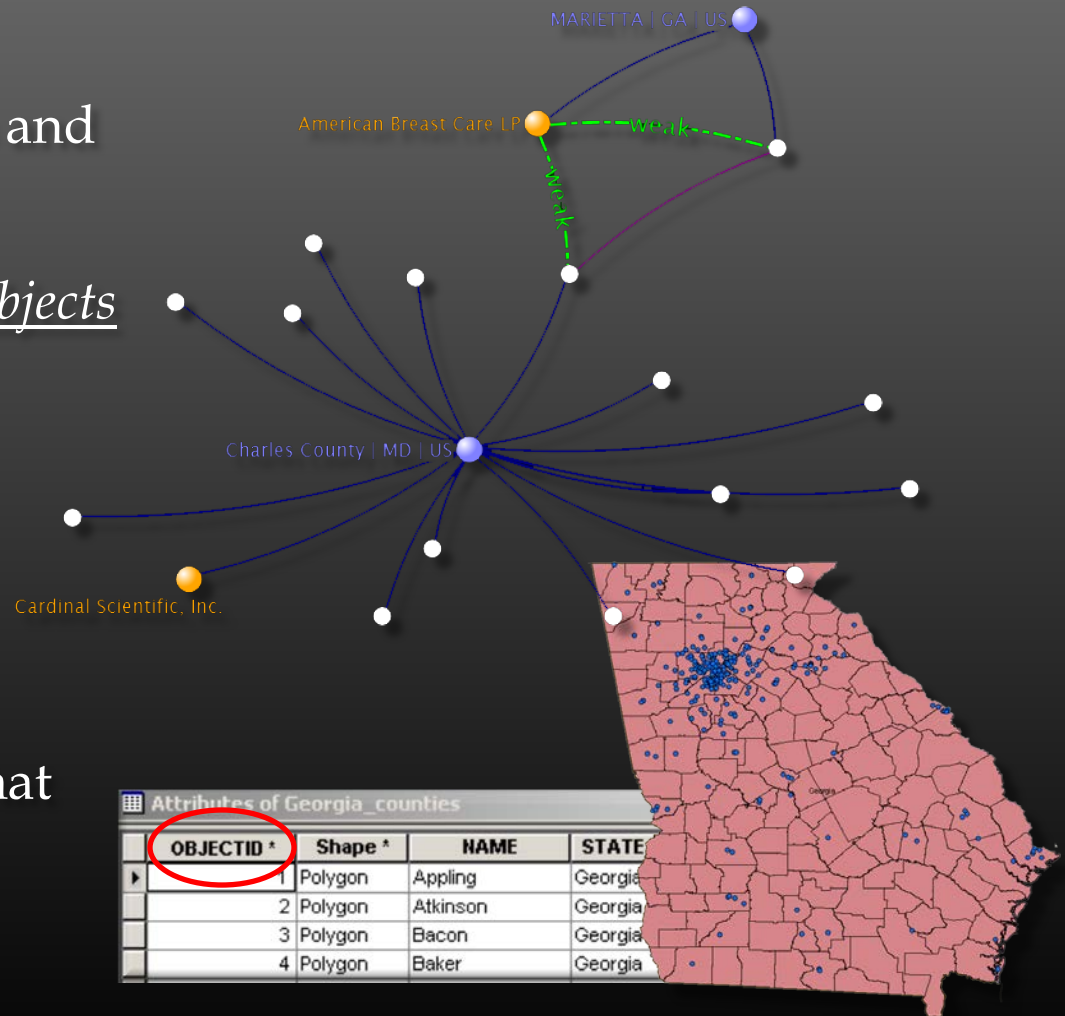 MARIETTA | GA | US
and
American Breast Care LP
weak
weak
bjects
Charles County | MD | US
Cardinal Scientific, Inc.
Georgia
hat
Attributes of Georgia_counties
OBJECTID * Shape * NAME STATE
1 Polygon Appling Georgia
2 Polygon Atkinson Georgia
3 Polygon Bacon Georgia
4 Polygon Baker Georgia